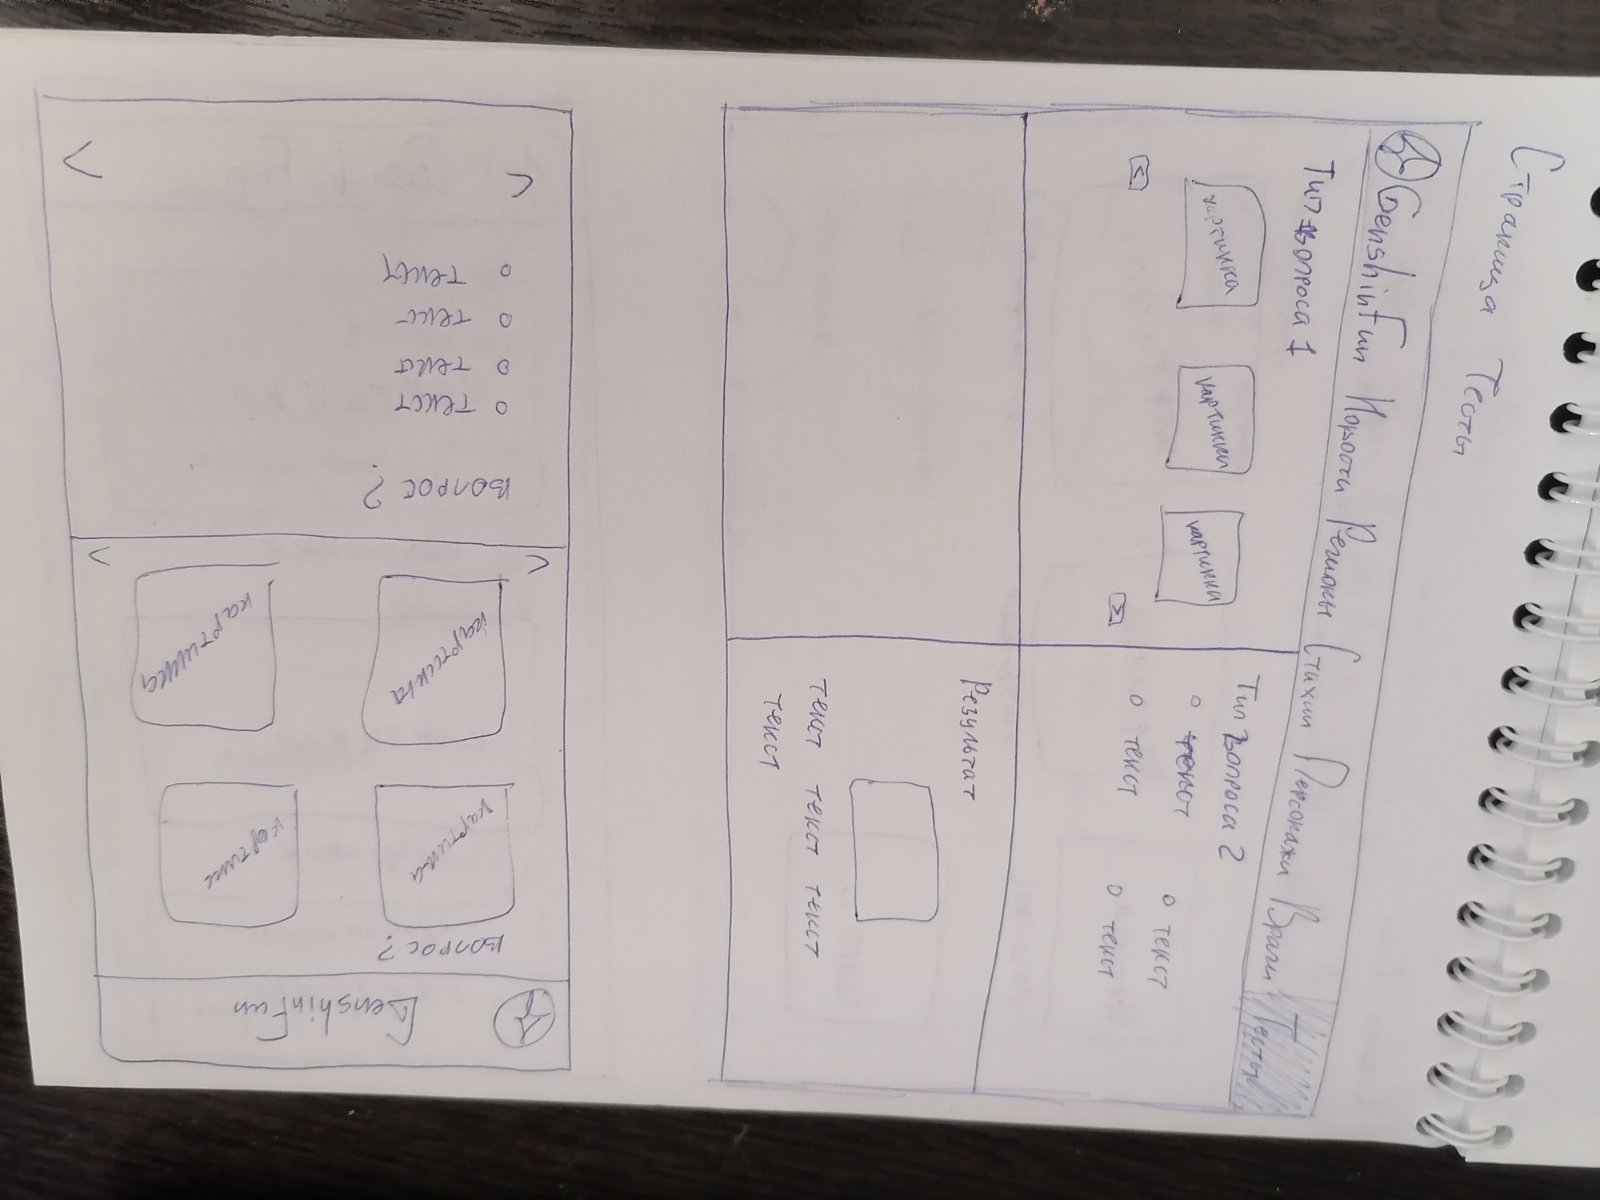 Страница Тесты
GenshinFun Новости Регионы Стихии Персонажи Враги Тесты
Тип вопроса 1
картинка картинка картинка
< >
Тип вопроса 2
текст текст
текст текст
Результат
текст текст текст
текст
GenshinFun
вопрос?
картинка картинка
картинка картинка
< >
вопрос?
текст
текст
текст
текст
< >